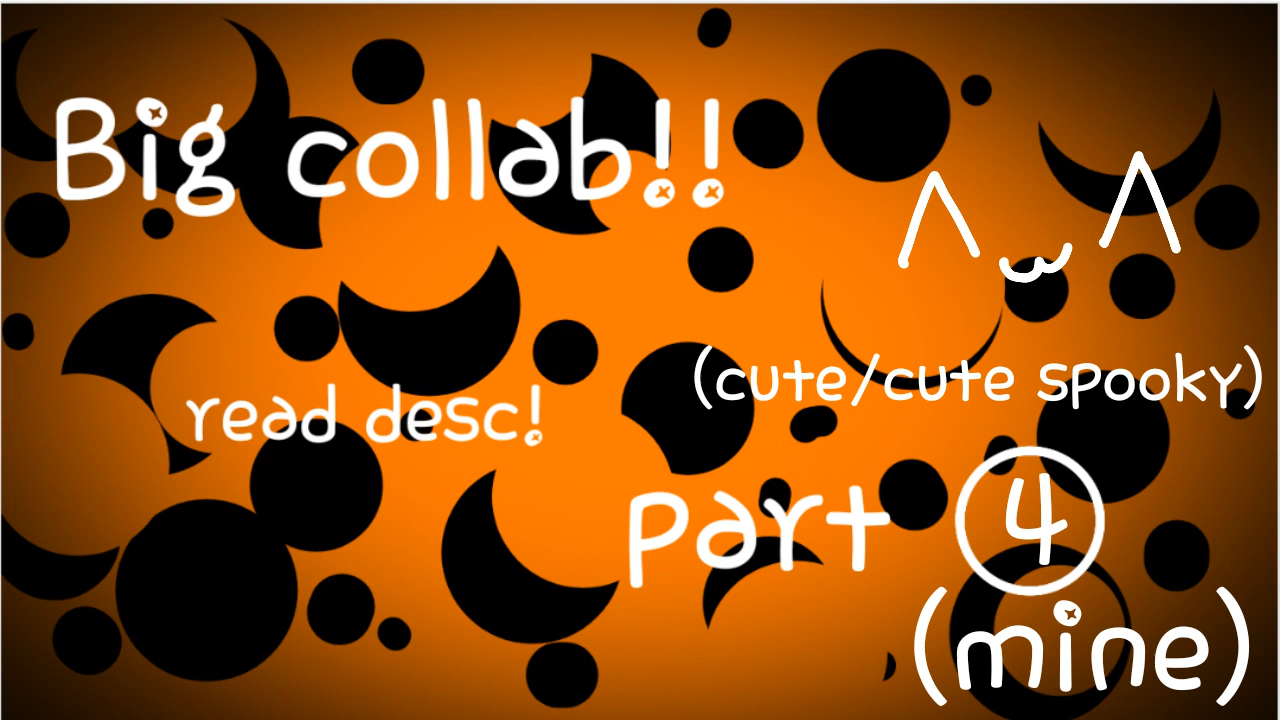 Big collab!!
^ω^
(cute/cute spooky)
read desc!
part 4
(mine)